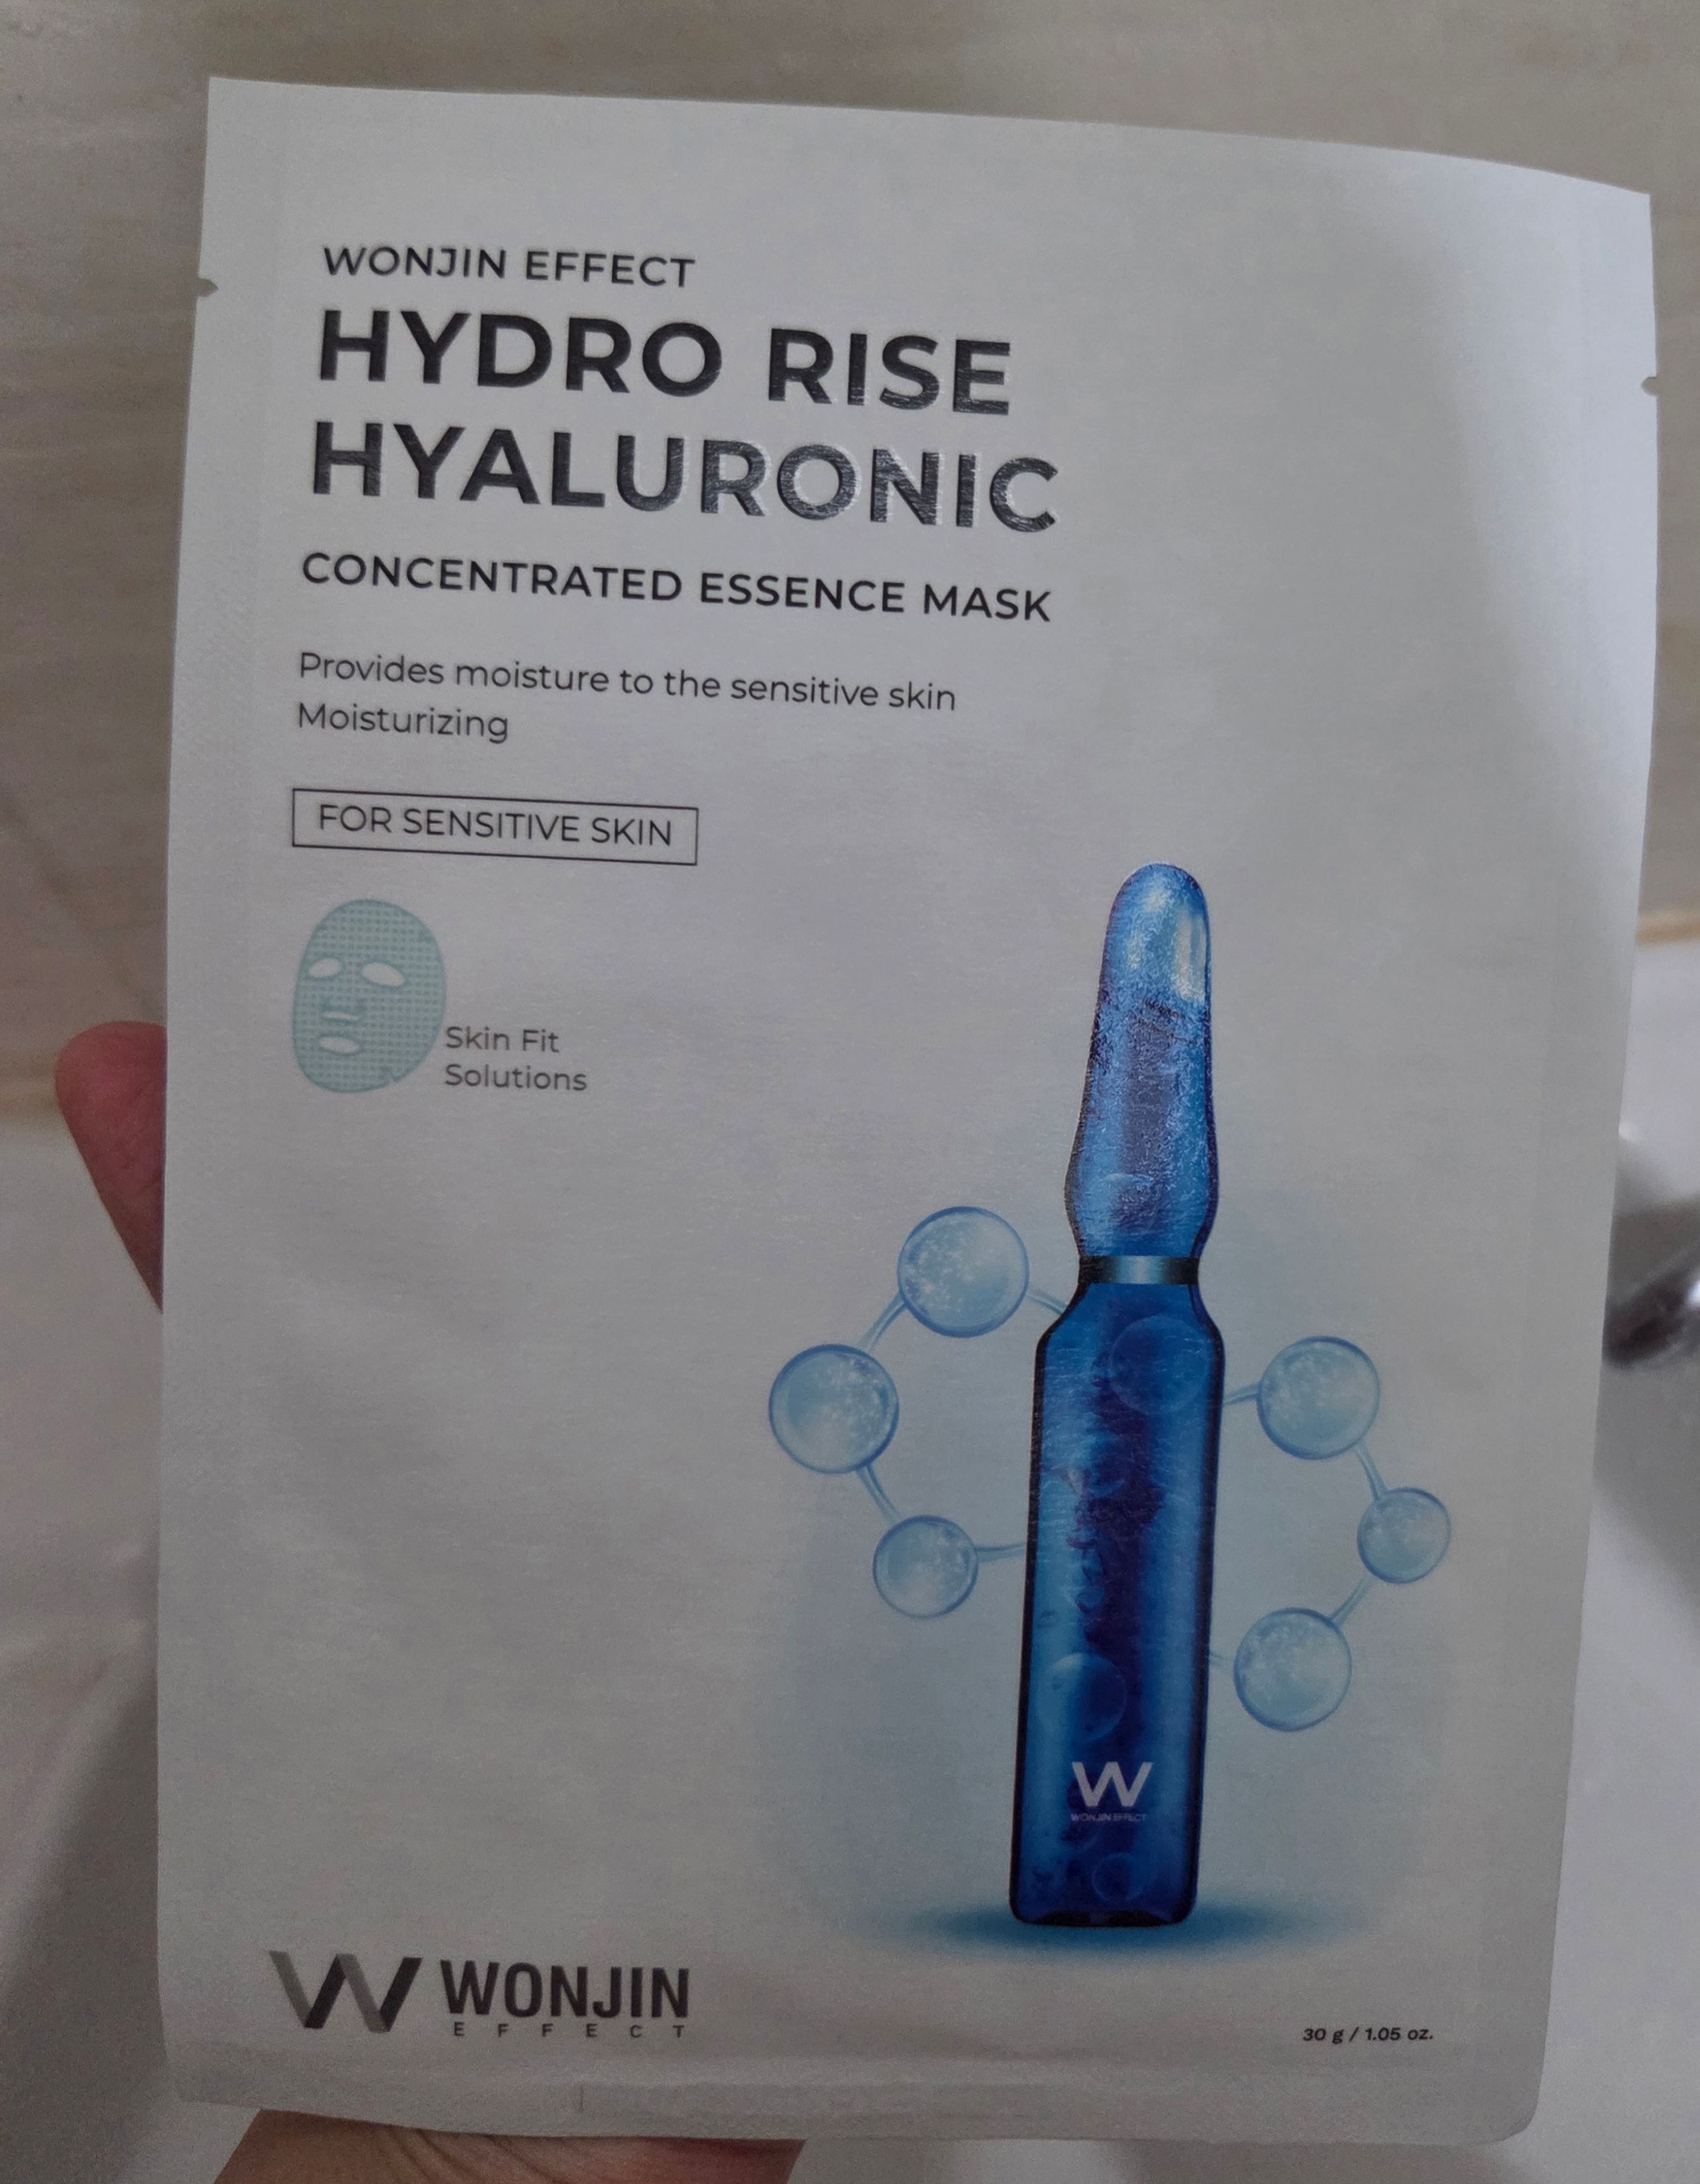 WONJIN EFFECT
HYDRO RISE
HYALURONIC
CONCENTRATED ESSENCE MASK
Provides moisture to the sensitive skin
Moisturizing
FOR SENSITIVE SKIN
Skin Fit
Solutions
W
WONJIN EFFECT
W WONJIN
EFFECT
30 g / 1.05 oz.